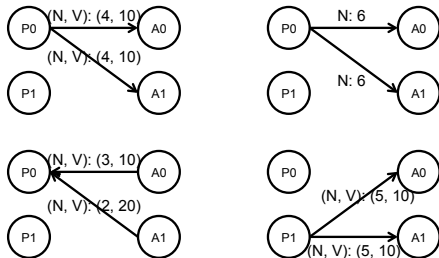 (N, V): (4, 10)
P0
A0
(N, V): (4, 10)
P1
A1
N: 6
P0
A0
N: 6
P1
A1
(N, V): (3, 10)
P0
A0
(N, V): (2, 20)
P1
A1
P0
A0
(N, V): (5, 10)
P1
A1
(N, V): (5, 10)